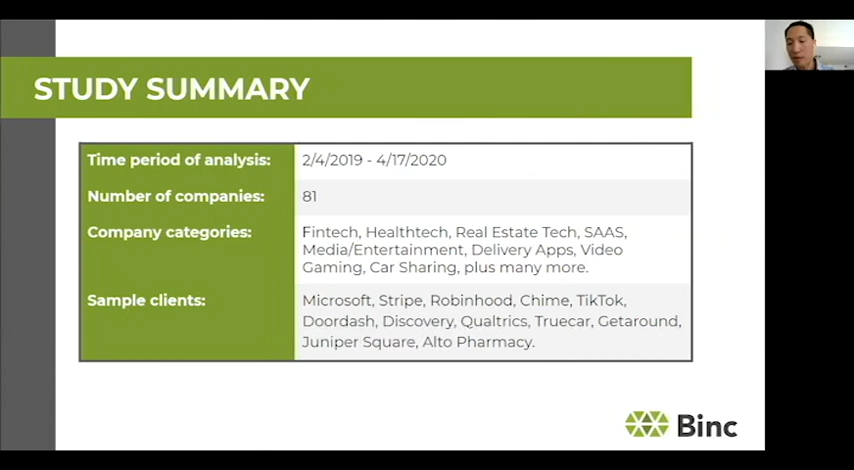 STUDY SUMMARY
Time period of analysis: 2/4/2019 - 4/17/2020
Number of companies: 81
Company categories: Fintech, Healthtech, Real Estate Tech, SAAS,
Media/Entertainment, Delivery Apps, Video
Gaming, Car Sharing, plus many more.
Sample clients: Microsoft, Stripe, Robinhood, Chime, TikTok,
Doordash, Discovery, Qualtrics, Truecar, Getaround,
Juniper Square, Alto Pharmacy.
Binc